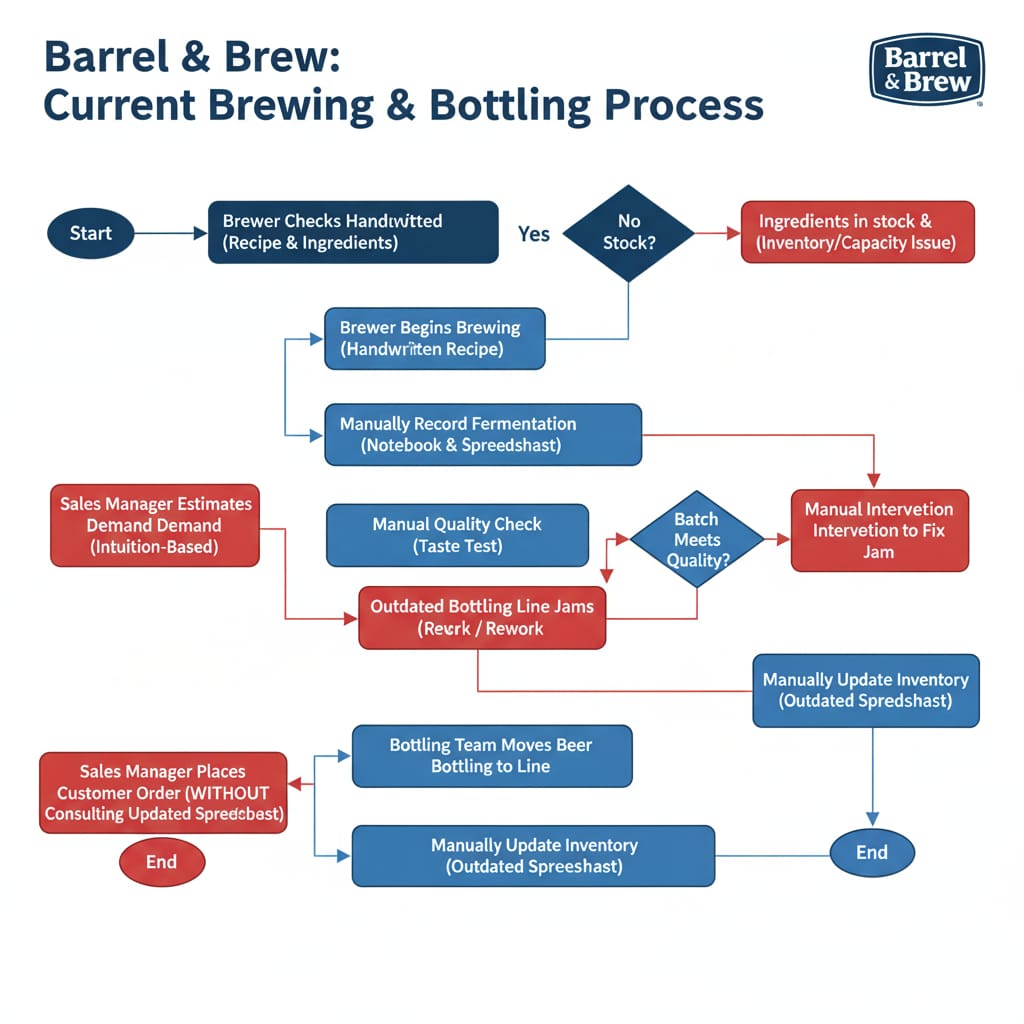 Barrel & Brew:
Current Brewing & Bottling Process
Barrel
& Brew
Start
Brewer Checks
(Recipe & Ingredients)
Yes
No
Stock?
Ingredients in stock &
(Inventory/Capacity Issue)
Brewer Begins Brewing
(Handwritten Recipe)
Manually Record Fermentation
(Notebook & Spreedshast)
Sales Manager Estimates
Demand Demand
(Intuition-Based)
Manual Quality Check
(Taste Test)
Batch
Meets
Quality?
Manual Intervetion
Intervetion to Fix
Jam
Outdated Bottling Line Jams
/ Rework
Manually Update Inventory
(Outdated Spredshast)
Bottling Team Moves Beer
Bottling to Line
Sales Manager Places
Customer Order (WITHOUT
Consulting Updated
Manually Update Inventory
(Outdated Spreeshast)
End
End